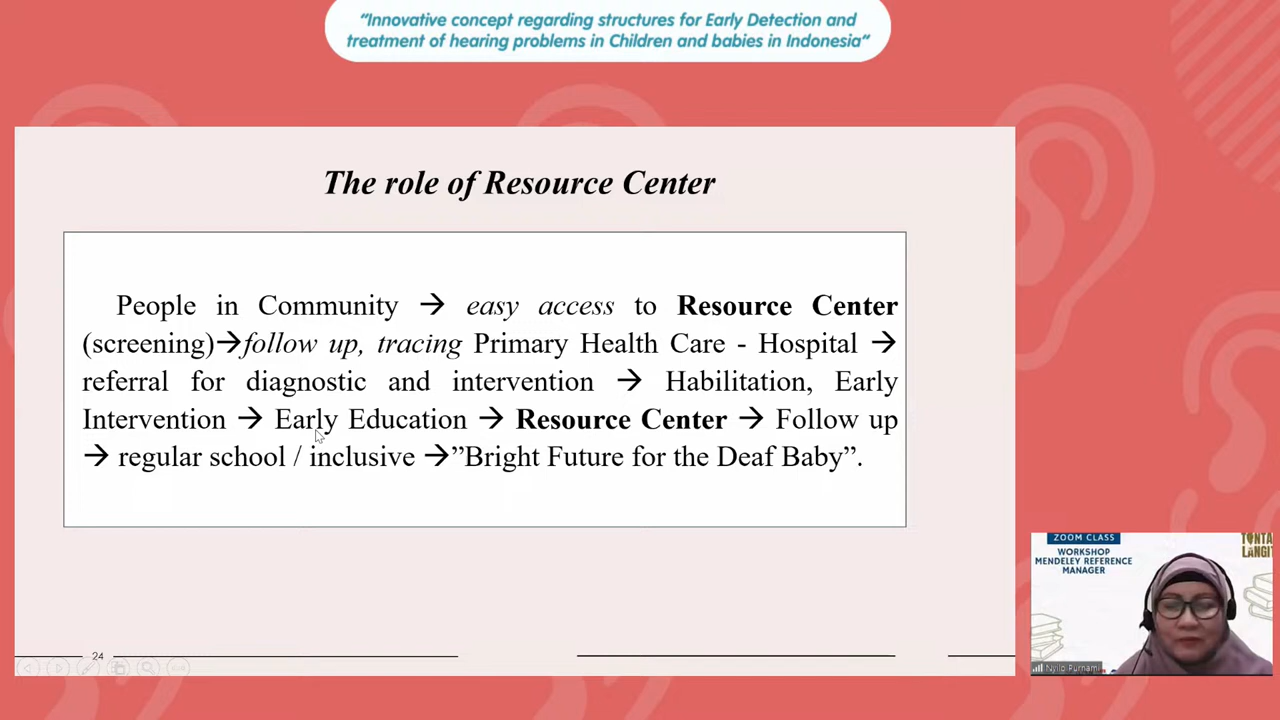 “Innovative concept regarding structures for Early Detection and
treatment of hearing problems in Children and babies in Indonesia“
The role of Resource Center
People in Community → easy access to Resource Center
(screening)→follow up, tracing Primary Health Care - Hospital →
referral for diagnostic and intervention → Habilitation, Early
Intervention → Early Education → Resource Center → Follow up
→ regular school / inclusive →”Bright Future for the Deaf Baby”.
24
ZOOM CLASS
WORKSHOP
MENDELEY REFERENCE
MANAGER
LANGIT
Nyilo Purnami